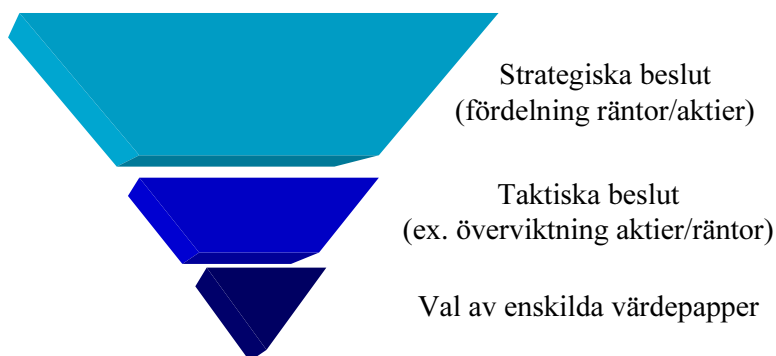 Strategiska beslut
(fördelning räntor/aktier)
Taktiska beslut
(ex. överviktning aktier/räntor)
Val av enskilda värdepapper